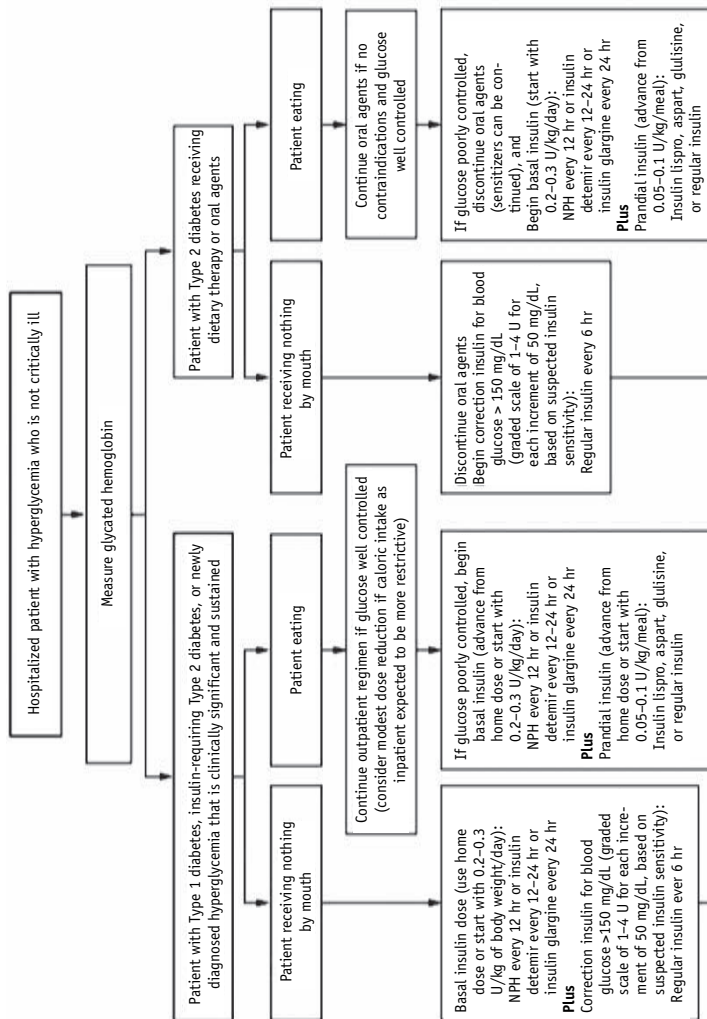 Hospitalized patient with hyperglycemia who is not critically ill
Measure glycated hemoglobin
Patient with Type 1 diabetes, insulin-requiring Type 2 diabetes, or newly
diagnosed hyperglycemia that is clinically significant and sustained
Patient with Type 2 diabetes receiving
dietary therapy or oral agents
Patient receiving nothing
by mouth
Patient eating
Patient receiving nothing
by mouth
Patient eating
Continue outpatient regimen if glucose well controlled
(consider modest dose reduction if caloric intake as
inpatient expected to be more restrictive)
Continue oral agents if no
contraindications and glucose
well controlled
Basal insulin dose (use home
dose or start with 0.2–0.3
U/kg of body weight/day):
NPH every 12 hr or insulin
detemir every 12–24 hr or
insulin glargine every 24 hr
Plus
Correction insulin for blood
glucose >150 mg/dL (graded
scale of 1–4 U for each incre-
ment of 50 mg/dL, based on
suspected insulin sensitivity):
Regular insulin ever 6 hr
If glucose poorly controlled, begin
basal insulin (advance from
home dose or start with
0.2–0.3 U/kg/day):
NPH every 12 hr or insulin
detemir every 12–24 hr or
insulin glargine every 24 hr
Plus
Prandial insulin (advance from
home dose or start with
0.05–0.1 U/kg/meal):
Insulin lispro, aspart, glulisine,
or regular insulin
Discontinue oral agents
Begin correction insulin for blood
glucose > 150 mg/dL
(graded scale of 1–4 U for
each increment of 50 mg/dL,
based on suspected insulin
sensitivity):
Regular insulin every 6 hr
If glucose poorly controlled,
discontinue oral agents
(sensitizers can be con-
tinued), and
Begin basal insulin (start with
0.2–0.3 U/kg/day):
NPH every 12 hr or insulin
detemir every 12–24 hr or
insulin glargine every 24 hr
Plus
Prandial insulin (advance from
0.05–0.1 U/kg/meal):
Insulin lispro, aspart, glulisine,
or regular insulin